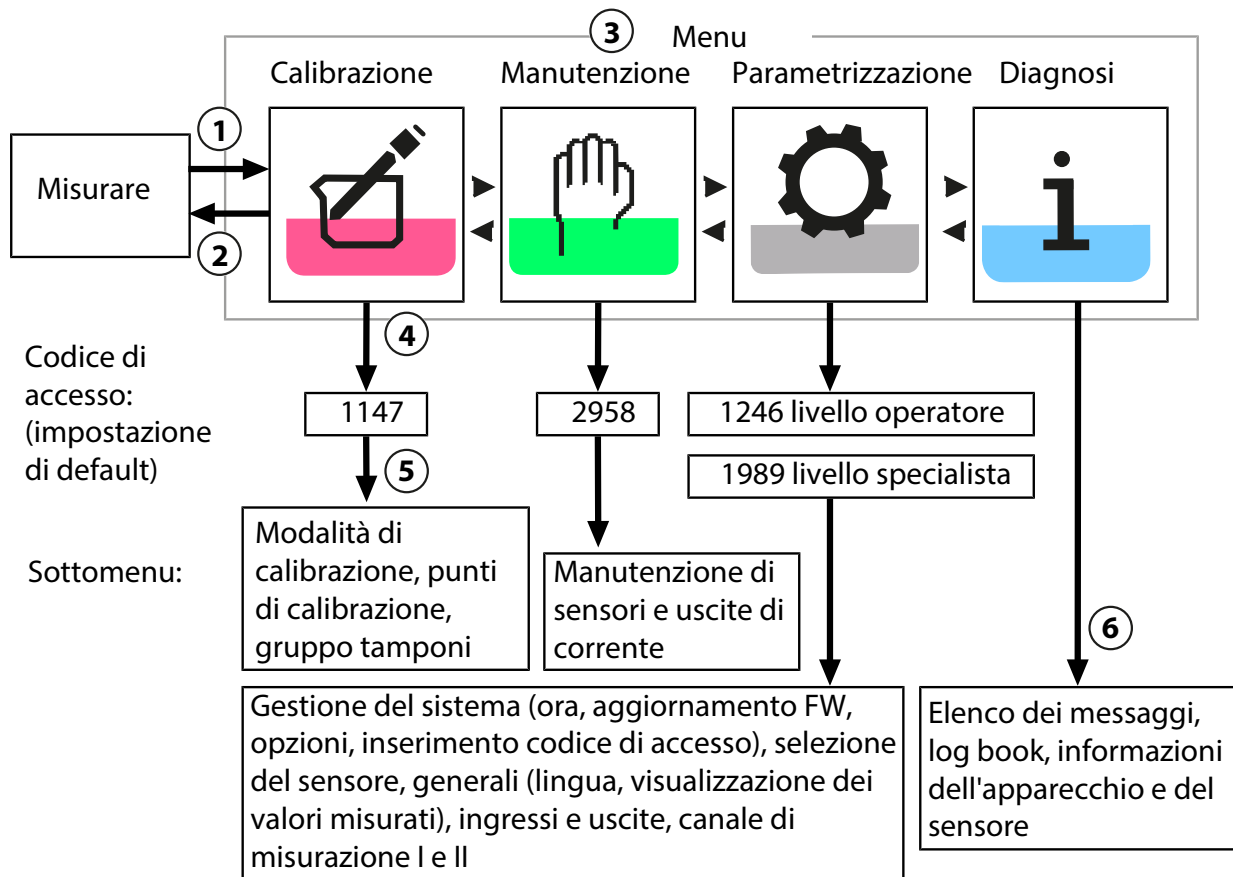 3
Menu
Calibrazione
Manutenzione
Parametrizzazione
Diagnosi
1
Misurare
2
4
Codice di
accesso:
(impostazione
di default)
1147
2958
1246 livello operatore
1989 livello specialista
5
Sottomenu:
Modalità di
calibrazione, punti
di calibrazione,
gruppo tamponi
Manutenzione di
sensori e uscite di
corrente
6
Gestione del sistema (ora, aggiornamento FW,
opzioni, inserimento codice di accesso), selezione
del sensore, generali (lingua, visualizzazione dei
valori misurati), ingressi e uscite, canale di
misurazione I e II
Elenco dei messaggi,
log book, informazioni
dell'apparecchio e del
sensore